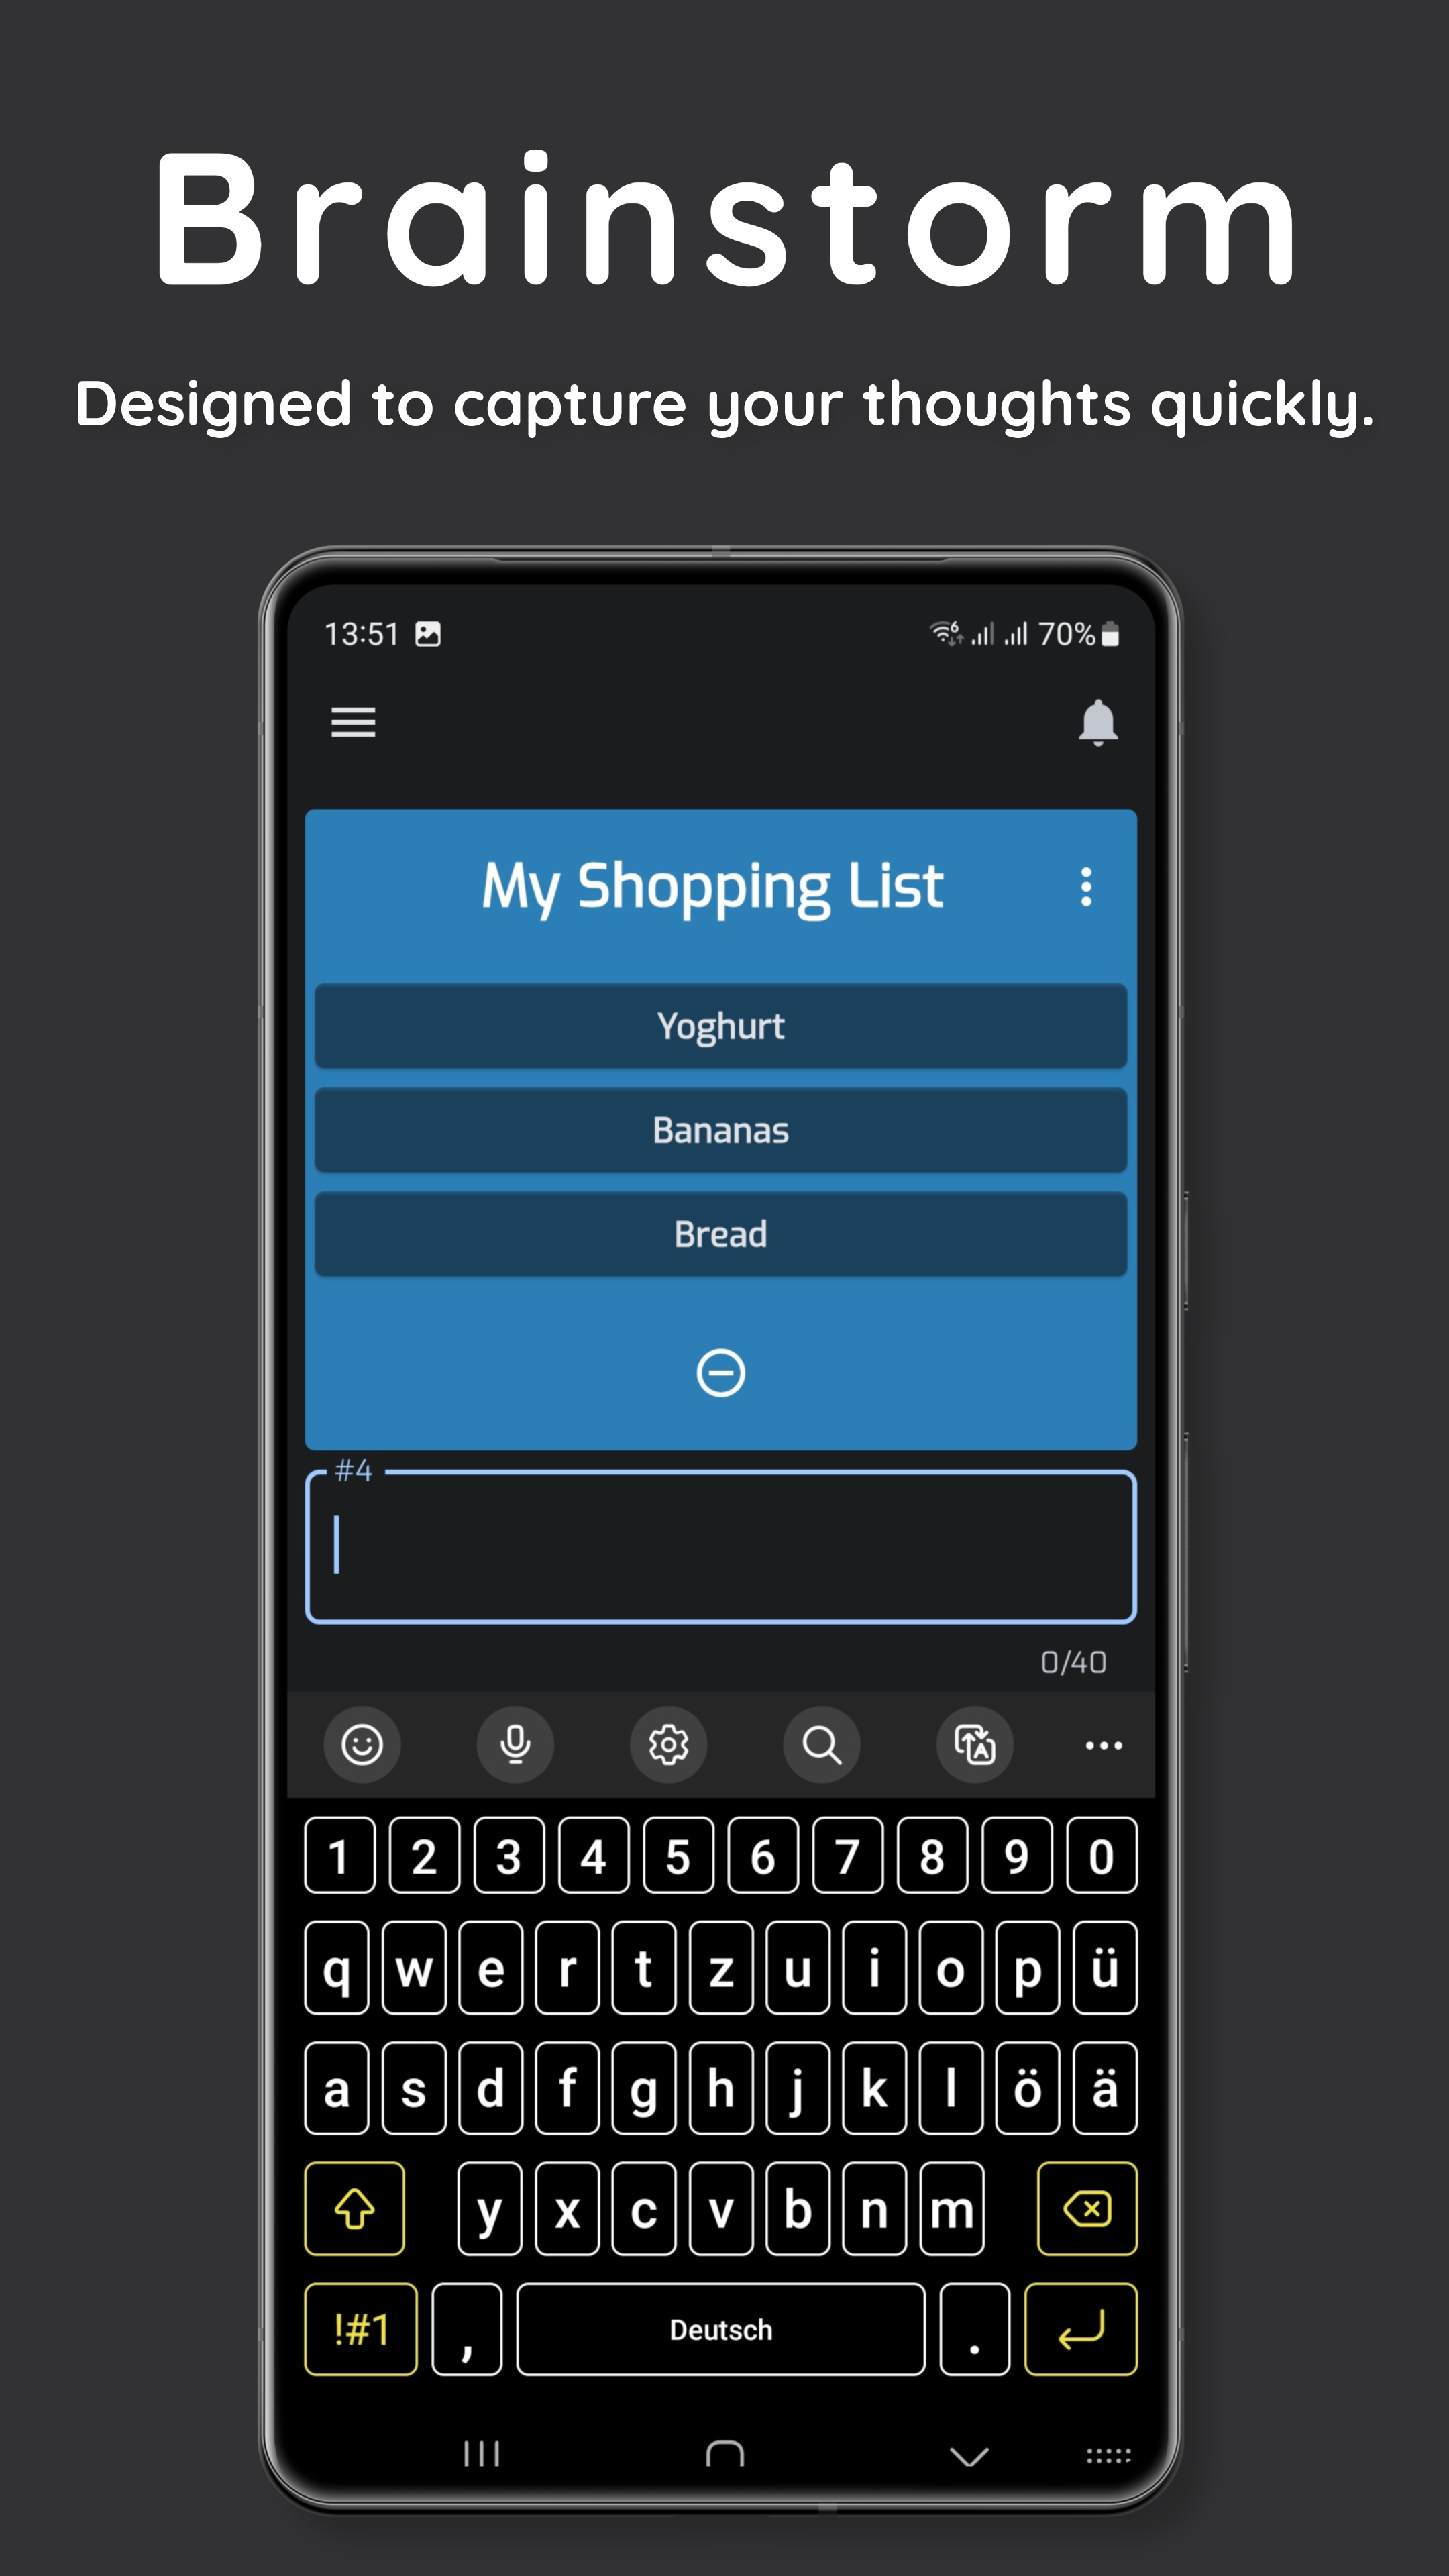 Brainstorm
Designed to capture your thoughts quickly.
13:51
6 70%
My Shopping List
Yoghurt
Bananas
Bread
#4
0/40
A
1 2 3 4 5 6 7 8 9 0
q w e r t z u i o p ü
a s d f g h j k l ö ä
y x c v b n m
!#1 , Deutsch .